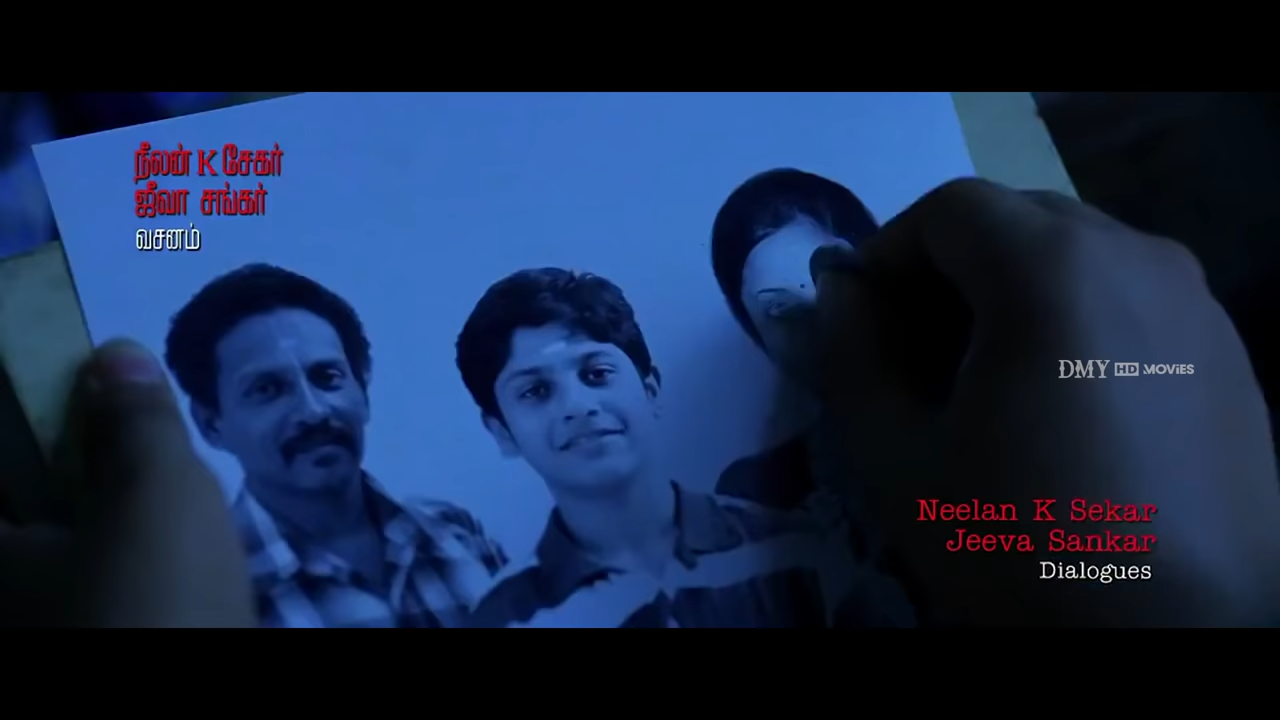 நீலன் K சேகர்
ஜீவா சங்கர்
வசனம்
DMY HD MOVIES
Neelan K Sekar
Jeeva Sankar
Dialogues